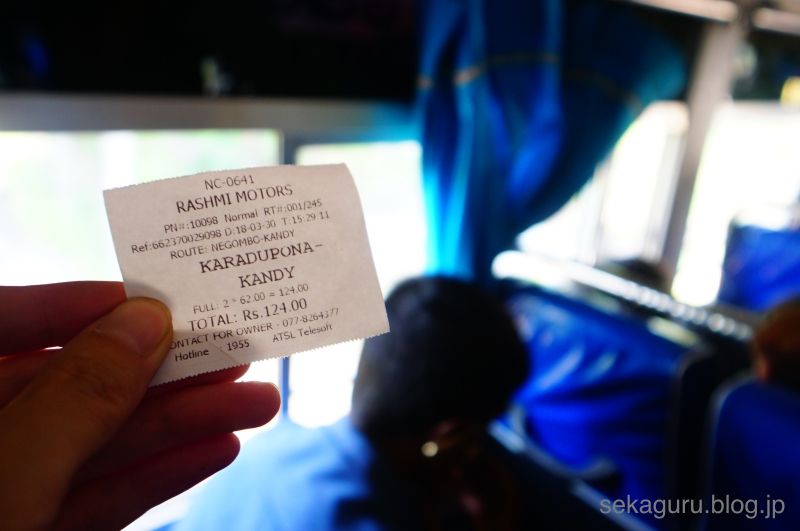 NC-0641
RASHMI MOTORS
PN#:10098 Normal RT#:001/245
Ref:662370029098 D:18-03-30 T:15:29:11
ROUTE: NEGOMBO-KANDY
KARADUPONA-
KANDY
FULL: 2 * 62.00 = 124.00
TOTAL: Rs.124.00
CONTACT FOR OWNER - 077-8264377
Hotline : 1955 ATSL Telesoft
sekaguru.blog.jp